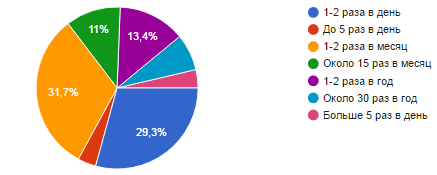 11%
13,4%
31,7%
29,3%
1-2 раза в день
До 5 раз в день
1-2 раза в месяц
Около 15 раз в месяц
1-2 раза в год
Около 30 раз в год
Больше 5 раз в день